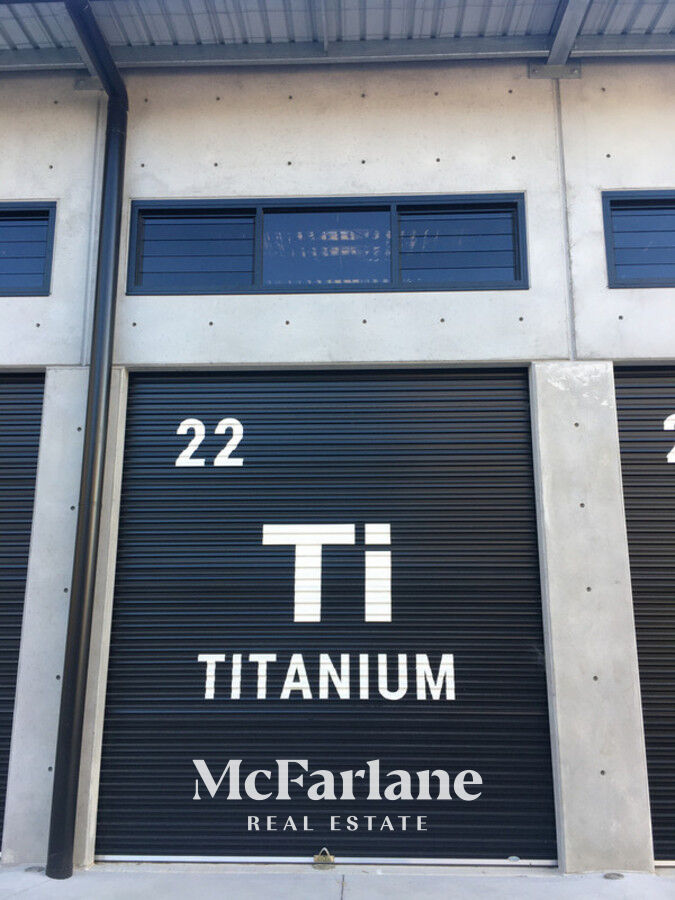 22
Ti
TITANIUM
McFarlane
REAL ESTATE